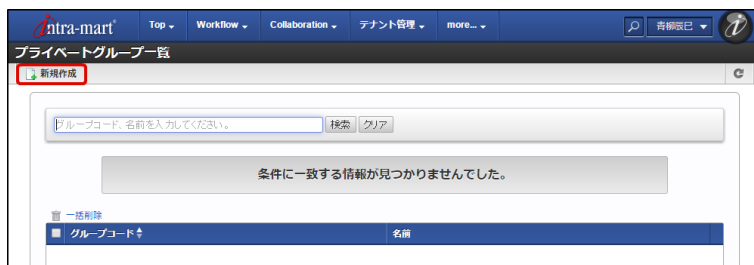 intra-mart Top Workflow Collaboration テナント管理 more... 青柳辰巳
プライベートグループ一覧
新規作成
グループコード、名前を入力してください。 検索 クリア
条件に一致する情報が見つかりませんでした。
一括削除
グループコード 名前